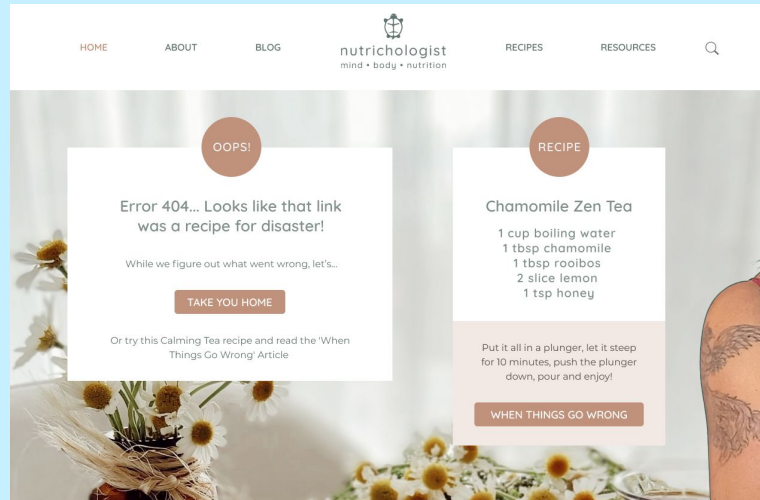 HOME
ABOUT
BLOG
nutrichologist
mind • body • nutrition
RECIPES
RESOURCES
OOPS!
Error 404... Looks like that link
was a recipe for disaster!
While we figure out what went wrong, let's...
TAKE YOU HOME
Or try this Calming Tea recipe and read the 'When
Things Go Wrong' Article
RECIPE
Chamomile Zen Tea
1 cup boiling water
1 tbsp chamomile
1 tbsp rooibos
2 slice lemon
1 tsp honey
Put it all in a plunger, let it steep
for 10 minutes, push the plunger
down, pour and enjoy!
WHEN THINGS GO WRONG